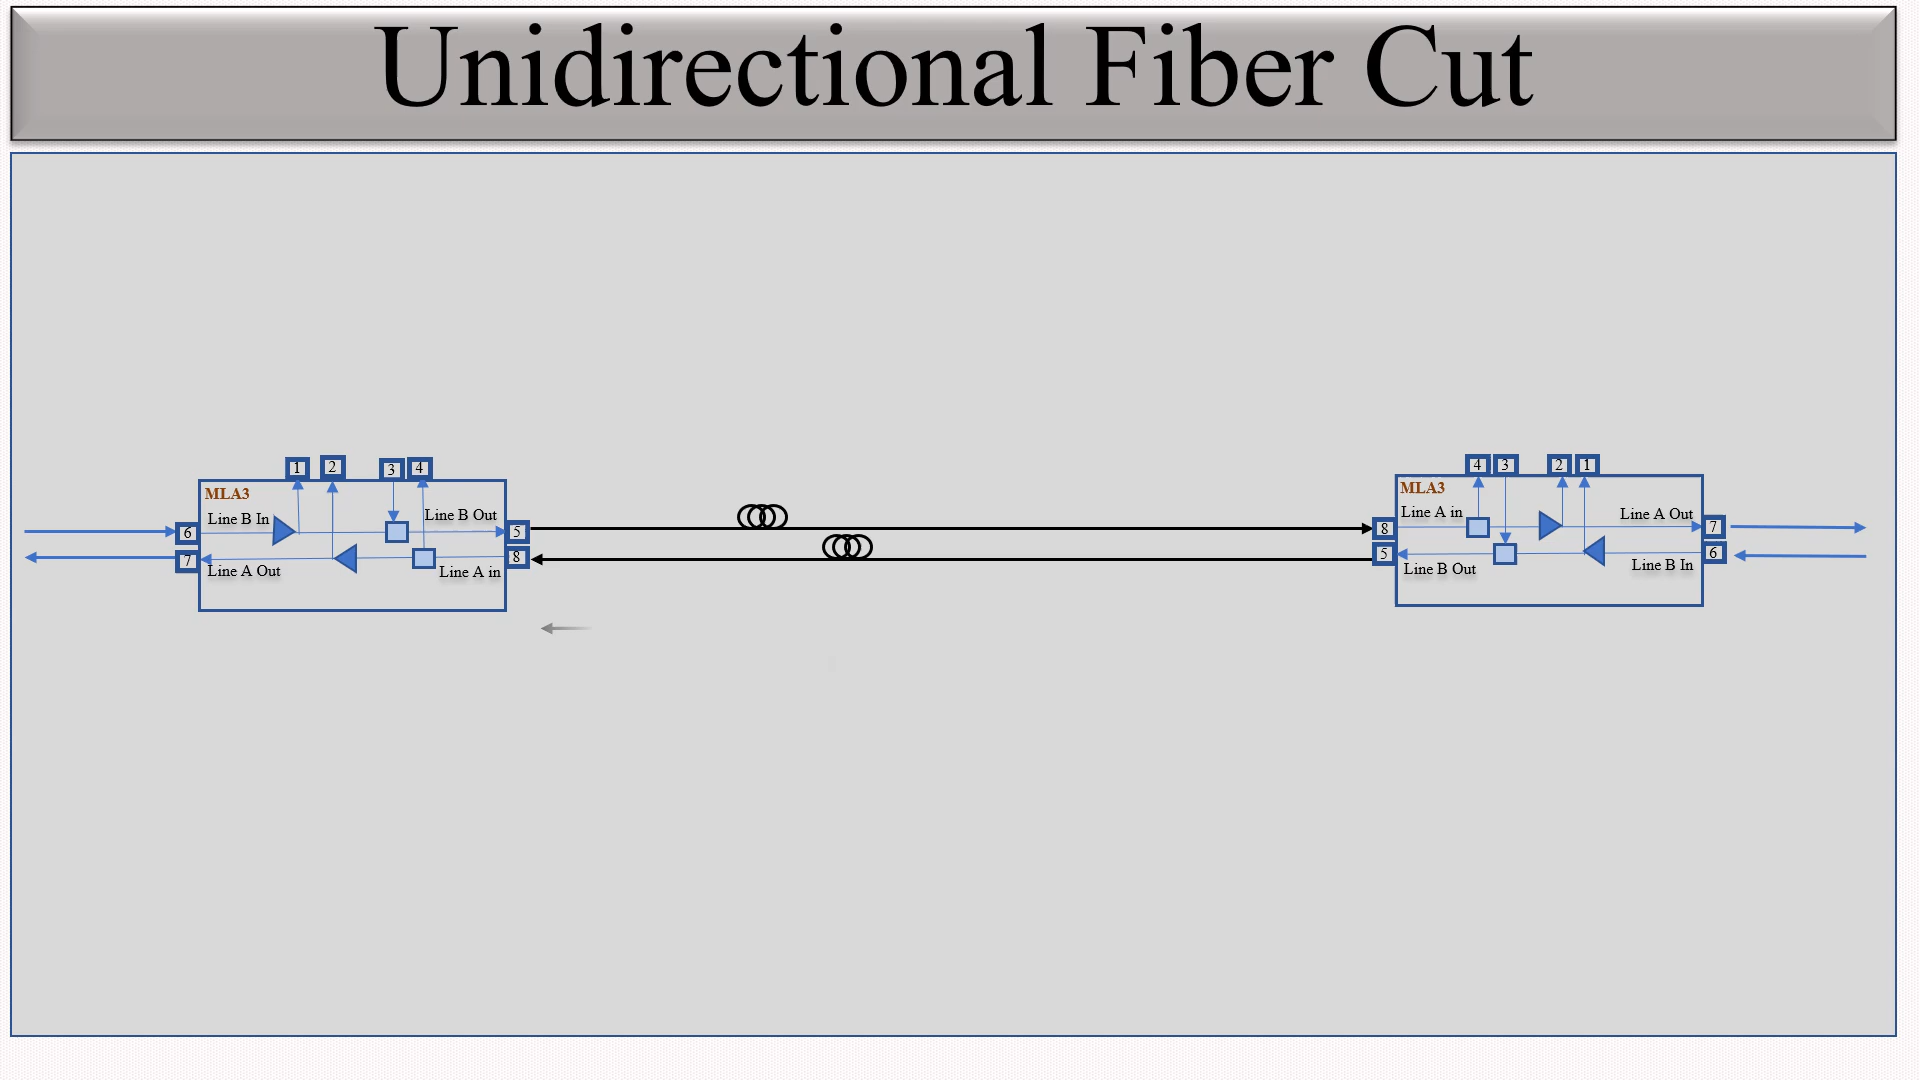 Unidirectional Fiber Cut
1 2 3 4
4 3 2 1
MLA3
MLA3
Line B In
Line B Out
Line A in
Line A Out
6
5
8
7
7
8
5
6
Line A Out
Line A in
Line B Out
Line B In